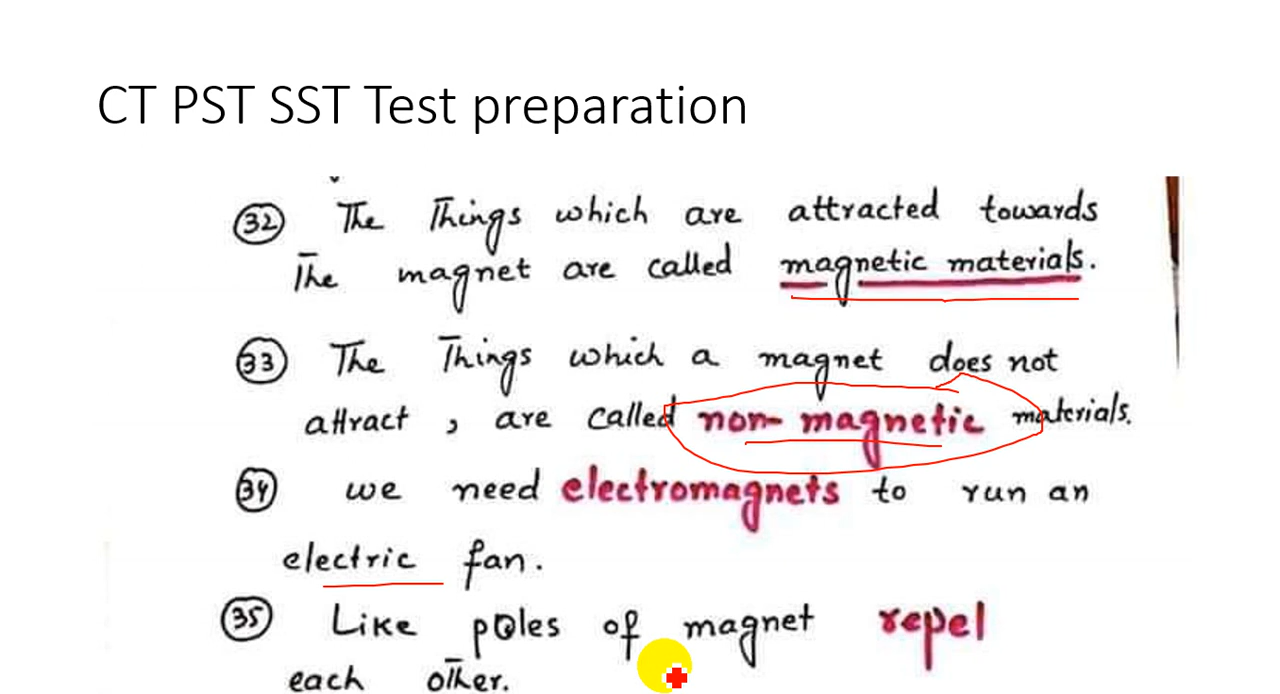 CT PST SST Test preparation
32 The Things which are attracted towards
The magnet are called magnetic materials.
33 The Things which a magnet does not
attract, are called non-magnetic materials.
34 we need electromagnets to run an
electric fan.
35 Like poles of magnet repel
each other.